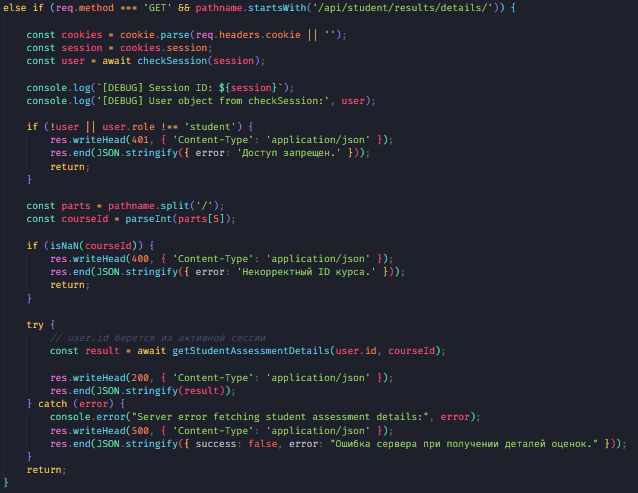 else if (req.method === 'GET' && pathname.startsWith('/api/student/results/details/')) {
const cookies = cookie.parse(req.headers.cookie || '');
const session = cookies.session;
const user = await checkSession(session);
console.log(`[DEBUG] Session ID: ${session}`);
console.log('[DEBUG] User object from checkSession:', user);
if (!user || user.role !== 'student') {
res.writeHead(401, { 'Content-Type': 'application/json' });
res.end(JSON.stringify({ error: 'Доступ запрещен.' }));
return;
}
const parts = pathname.split('/');
const courseId = parseInt(parts[5]);
if (isNaN(courseId)) {
res.writeHead(400, { 'Content-Type': 'application/json' });
res.end(JSON.stringify({ error: 'Некорректный ID курса.' }));
return;
}
try {
// user.id берется из активной сессии
const result = await getStudentAssessmentDetails(user.id, courseId);
res.writeHead(200, { 'Content-Type': 'application/json' });
res.end(JSON.stringify(result));
} catch (error) {
console.error("Server error fetching student assessment details:", error);
res.writeHead(500, { 'Content-Type': 'application/json' });
res.end(JSON.stringify({ success: false, error: "Ошибка сервера при получении деталей оценок." }));
}
return;
}